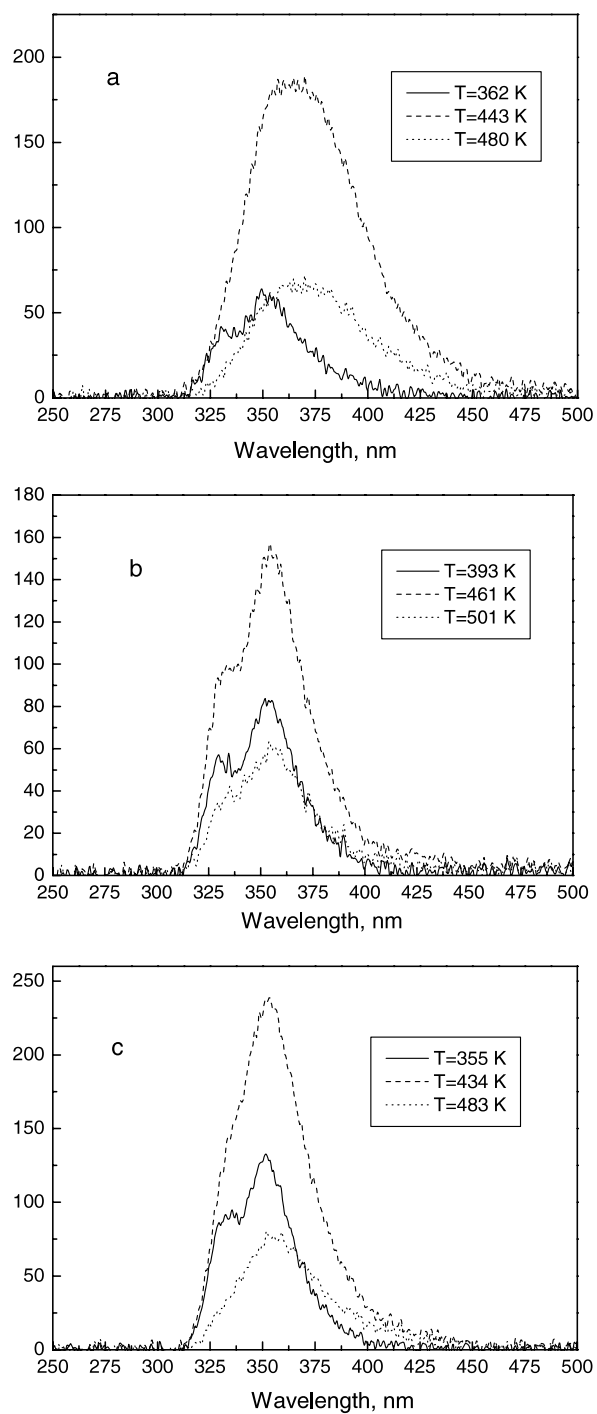 200
a
T=362 K
T=443 K
T=480 K
150
100
50
0
250 275 300 325 350 375 400 425 450 475 500
Wavelength, nm
180
160
b
T=393 K
T=461 K
T=501 K
140
120
100
80
60
40
20
0
250 275 300 325 350 375 400 425 450 475 500
Wavelength, nm
250
c
T=355 K
T=434 K
T=483 K
200
150
100
50
0
250 275 300 325 350 375 400 425 450 475 500
Wavelength, nm